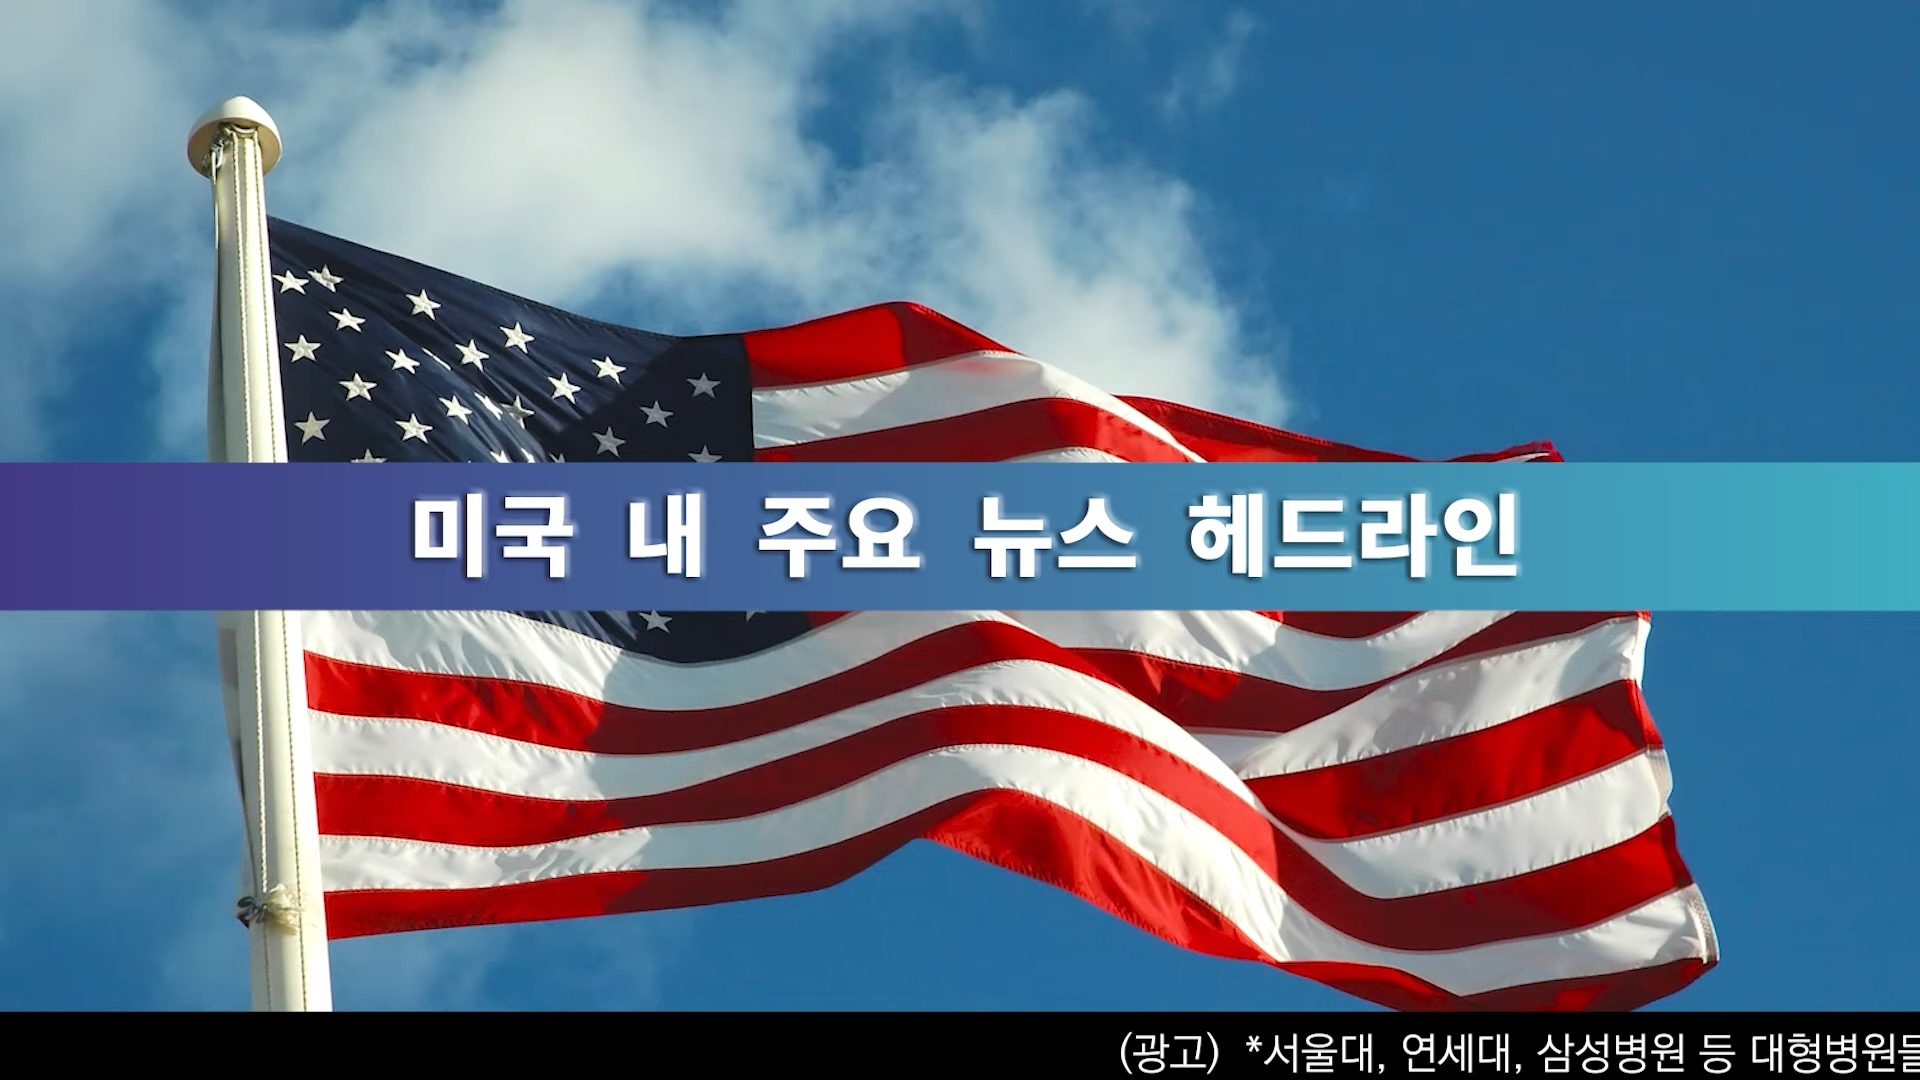 미국 내 주요 뉴스 헤드라인
(광고) *서울대, 연세대, 삼성병원 등 대형병원들